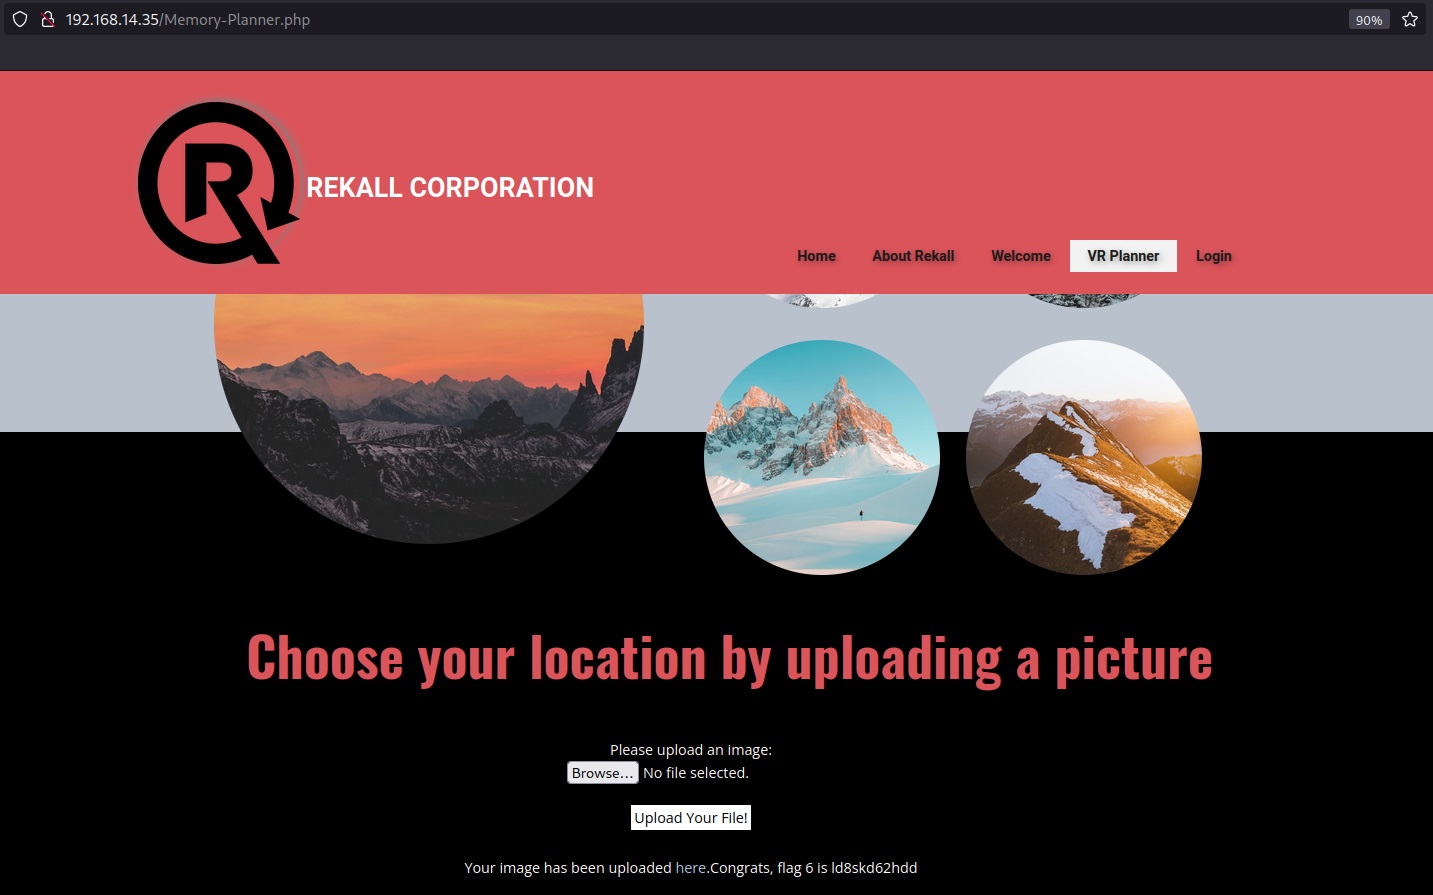 192.168.14.35/Memory-Planner.php
90%
REKALL CORPORATION
Home About Rekall Welcome VR Planner Login
Choose your location by uploading a picture
Please upload an image:
Browse... No file selected.
Upload Your File!
Your image has been uploaded here.Congrats, flag 6 is ld8skd62hdd